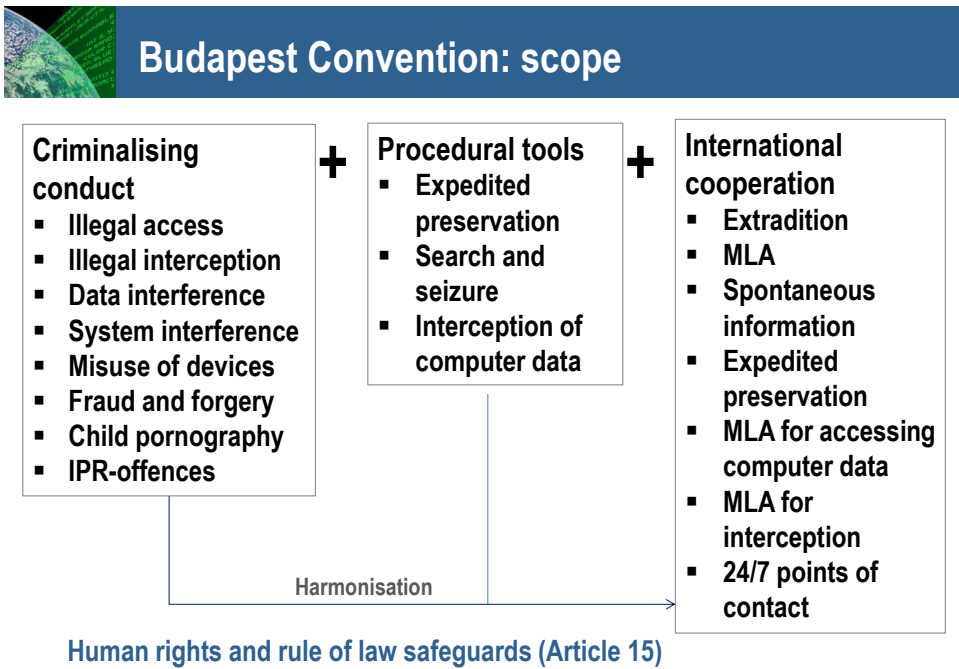 Budapest Convention: scope
Criminalising
conduct
▪ Illegal access
▪ Illegal interception
▪ Data interference
▪ System interference
▪ Misuse of devices
▪ Fraud and forgery
▪ Child pornography
▪ IPR-offences
+
Procedural tools
▪ Expedited
preservation
▪ Search and
seizure
▪ Interception of
computer data
+
International
cooperation
▪ Extradition
▪ MLA
▪ Spontaneous
information
▪ Expedited
preservation
▪ MLA for accessing
computer data
▪ MLA for
interception
▪ 24/7 points of
contact
Harmonisation
Human rights and rule of law safeguards (Article 15)